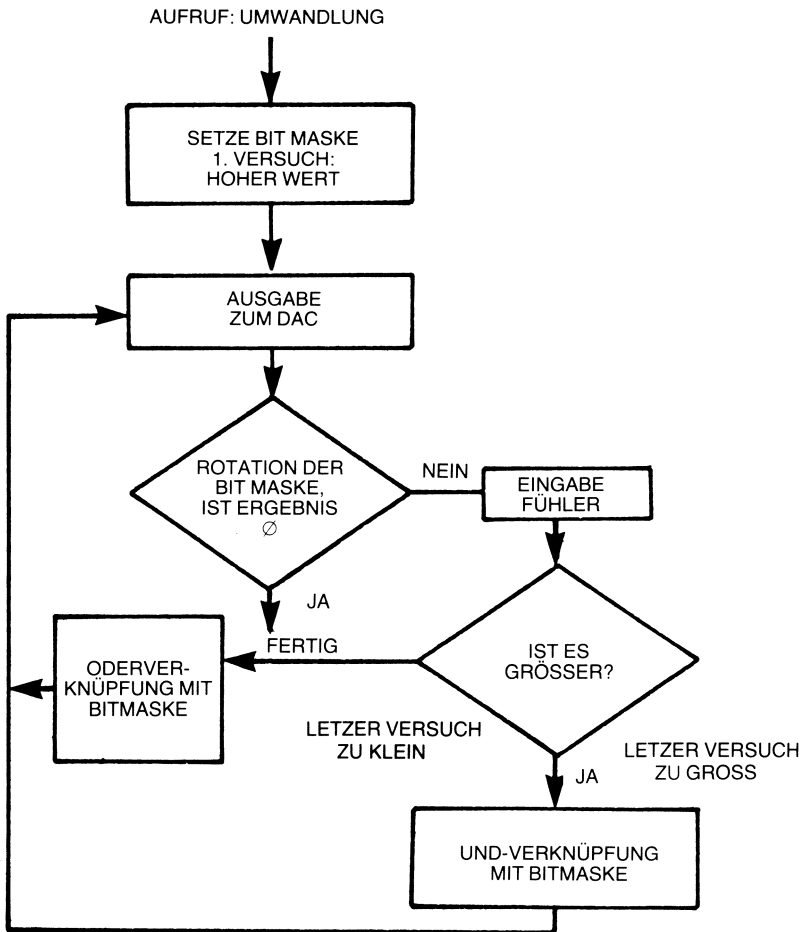 AUFRUF: UMWANDLUNG
SETZE BIT MASKE
1. VERSUCH:
HOHER WERT
AUSGABE
ZUM DAC
ROTATION DER
BIT MASKE,
IST ERGEBNIS
∅
NEIN
EINGABE
FÜHLER
JA
FERTIG
IST ES
GRÖSSER?
ODERVER-
KNÜPFUNG MIT
BITMASKE
LETZER VERSUCH
ZU KLEIN
LETZER VERSUCH
ZU GROSS
JA
UND-VERKNÜPFUNG
MIT BITMASKE